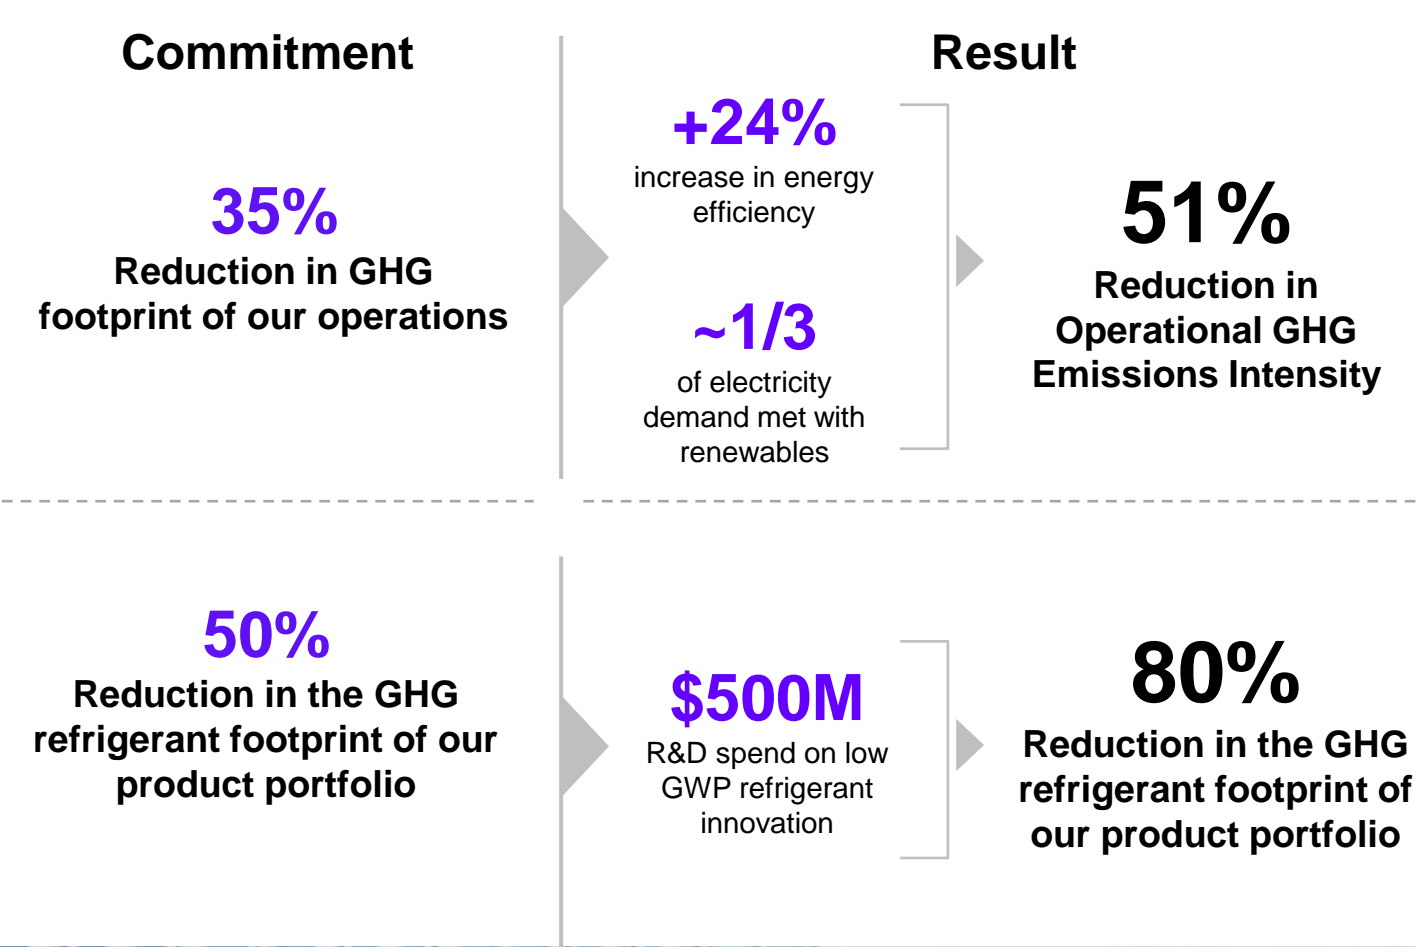 Commitment
Result
35%
Reduction in GHG
footprint of our operations
+24%
increase in energy
efficiency
~1/3
of electricity
demand met with
renewables
51%
Reduction in
Operational GHG
Emissions Intensity
50%
Reduction in the GHG
refrigerant footprint of our
product portfolio
$500M
R&D spend on low
GWP refrigerant
innovation
80%
Reduction in the GHG
refrigerant footprint of
our product portfolio